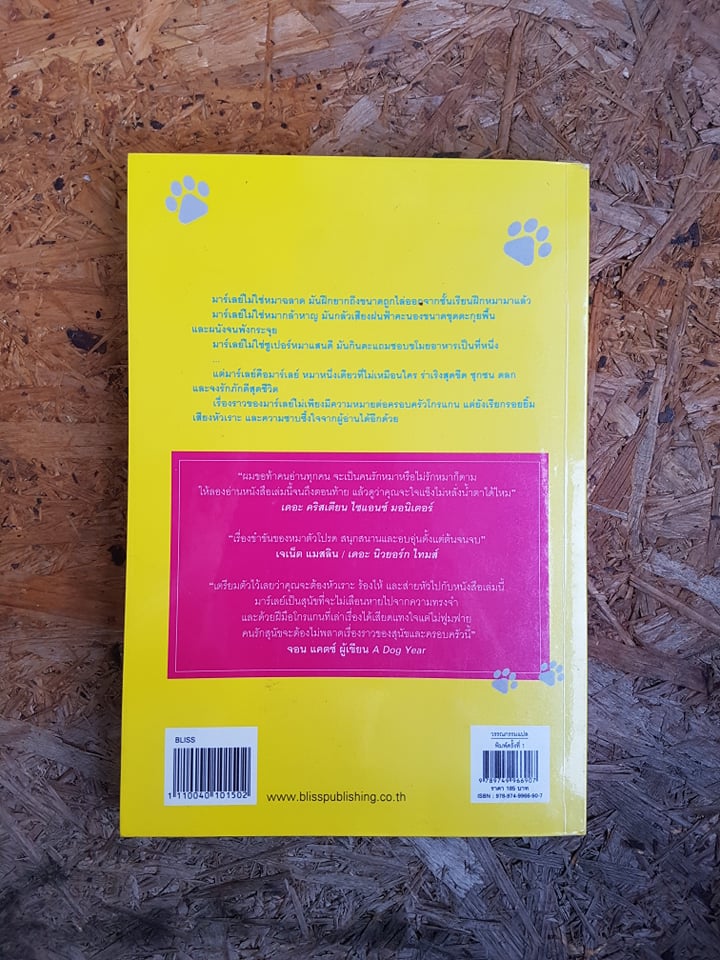 มาร์เลย์ไม่ใช่หมาฉลาด มันฝึกยากถึงขนาดถูกไล่ออกจากชั้นเรียนฝึกหมามาแล้ว
มาร์เลย์ไม่ใช่หมากล้าหาญ มันกลัวเสียงฝนฟ้าคะนองขนาดขุดตะกุยพื้น
และผนังจนพังกระจุย
มาร์เลย์ไม่ใช่ซูเปอร์หมาแสนดี มันกินดะแถมชอบขโมยอาหารเป็นที่หนึ่ง
...
แต่มาร์เลย์คือมาร์เลย์ หมาหนึ่งเดียวที่ไม่เหมือนใคร ร่าเริงสุดขีด ซุกซน ตลก
และจงรักภักดีสุดชีวิต
เรื่องราวของมาร์เลย์ไม่เพียงมีความหมายต่อครอบครัวโกรแกน แต่ยังเรียกรอยยิ้ม
เสียงหัวเราะ และความซาบซึ้งใจจากผู้อ่านได้อีกด้วย
"ผมขอท้าคนอ่านทุกคน จะเป็นคนรักหมาหรือไม่รักหมาก็ตาม
ให้ลองอ่านหนังสือเล่มนี้จนถึงตอนท้าย แล้วดูว่าคุณจะใจแข็งไม่หลั่งน้ำตาได้ไหม"
เดอะ คริสเตียน ไซแอนซ์ มอนิเตอร์
"เรื่องขำขันของหมาตัวโปรด สนุกสนานและอบอุ่นตั้งแต่ต้นจนจบ"
เจเน็ต แมสลิน / เดอะ นิวยอร์ก ไทมส์
"เตรียมตัวไว้เลยว่าคุณจะต้องหัวเราะ ร้องไห้ และส่ายหัวไปกับหนังสือเล่มนี้
มาร์เลย์เป็นสุนัขที่จะไม่เลือนหายไปจากความทรงจำ
และด้วยฝีมือโกรแกนที่เล่าเรื่องได้เสียดแทงใจแต่ไม่ฟูมฟาย
คนรักสุนัขจะต้องไม่พลาดเรื่องราวของสุนัขและครอบครัวนี้"
จอน แคตซ์ ผู้เขียน A Dog Year
BLISS
1 110040 101502
www.blisspublishing.co.th
วรรณกรรมแปล
พิมพ์ครั้งที่ 1
9 789749 966907
ราคา 185 บาท
ISBN : 978-974-9966-90-7